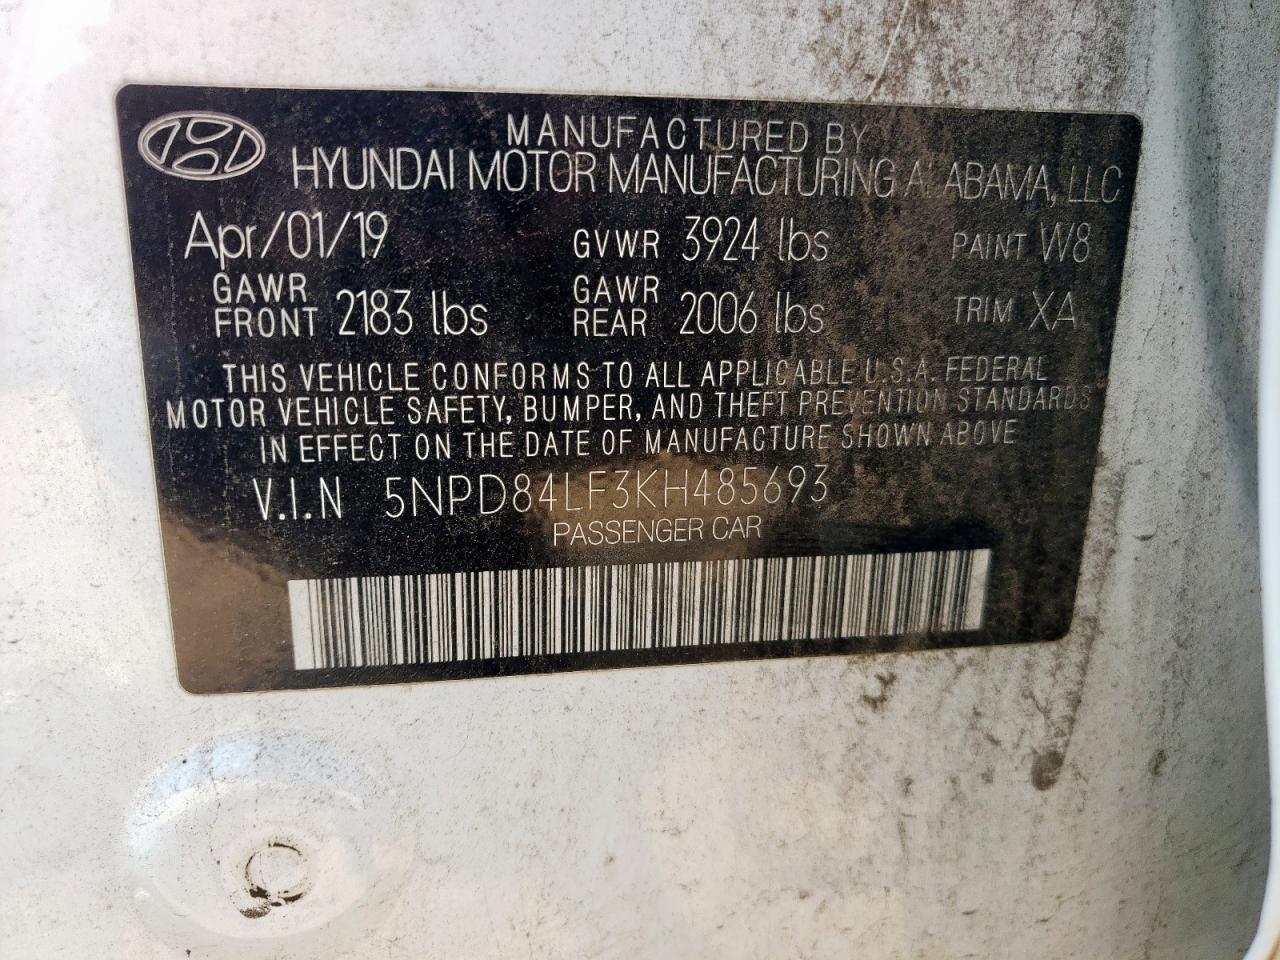 MANUFACTURED BY
HYUNDAI MOTOR MANUFACTURING ALABAMA, LLC
Apr/01/19 GVWR 3924 lbs PAINT W8
GAWR FRONT 2183 lbs GAWR REAR 2006 lbs TRIM XA
THIS VEHICLE CONFORMS TO ALL APPLICABLE U.S.A. FEDERAL
MOTOR VEHICLE SAFETY, BUMPER, AND THEFT PREVENTION STANDARDS
IN EFFECT ON THE DATE OF MANUFACTURE SHOWN ABOVE
V.I.N 5NPD84LF3KH485693
PASSENGER CAR